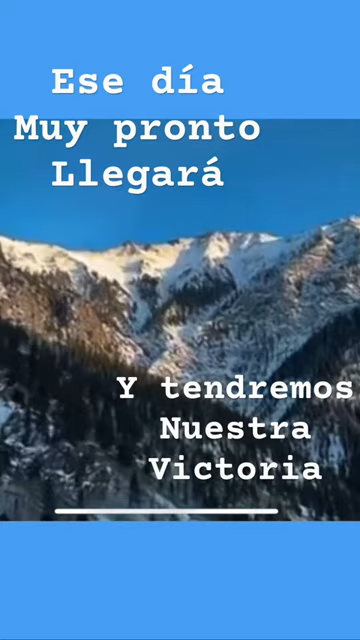 Ese día
Muy pronto
Llegará
Y tendremos
Nuestra
Victoria